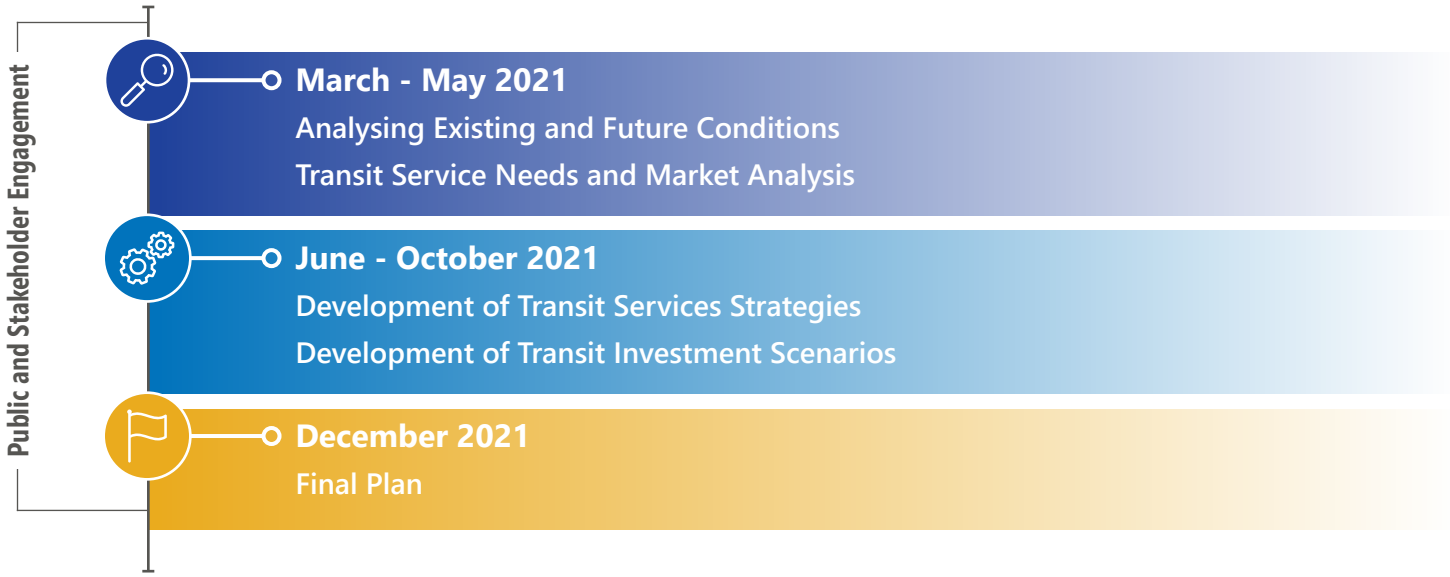 Public and Stakeholder Engagement
March - May 2021
Analysing Existing and Future Conditions
Transit Service Needs and Market Analysis
June - October 2021
Development of Transit Services Strategies
Development of Transit Investment Scenarios
December 2021
Final Plan